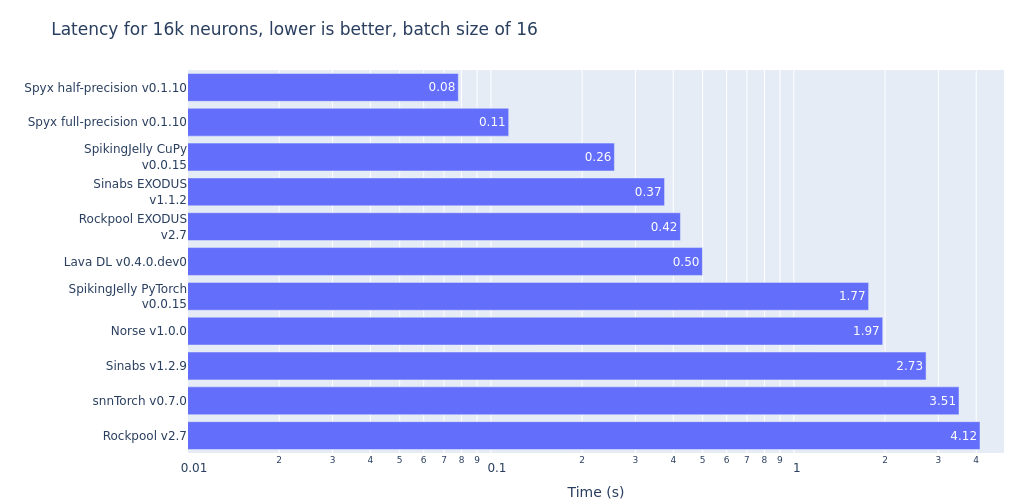 Latency for 16k neurons, lower is better, batch size of 16
Spyx half-precision v0.1.10
0.08
Spyx full-precision v0.1.10
0.11
SpikingJelly CuPy
v0.0.15
0.26
Sinabs EXODUS
v1.1.2
0.37
Rockpool EXODUS
v2.7
0.42
Lava DL v0.4.0.dev0
0.50
SpikingJelly PyTorch
v0.0.15
1.77
Norse v1.0.0
1.97
Sinabs v1.2.9
2.73
snnTorch v0.7.0
3.51
Rockpool v2.7
4.12
0.01 2 3 4 5 6 7 8 9 0.1 2 3 4 5 6 7 8 9 1 2 3 4
Time (s)